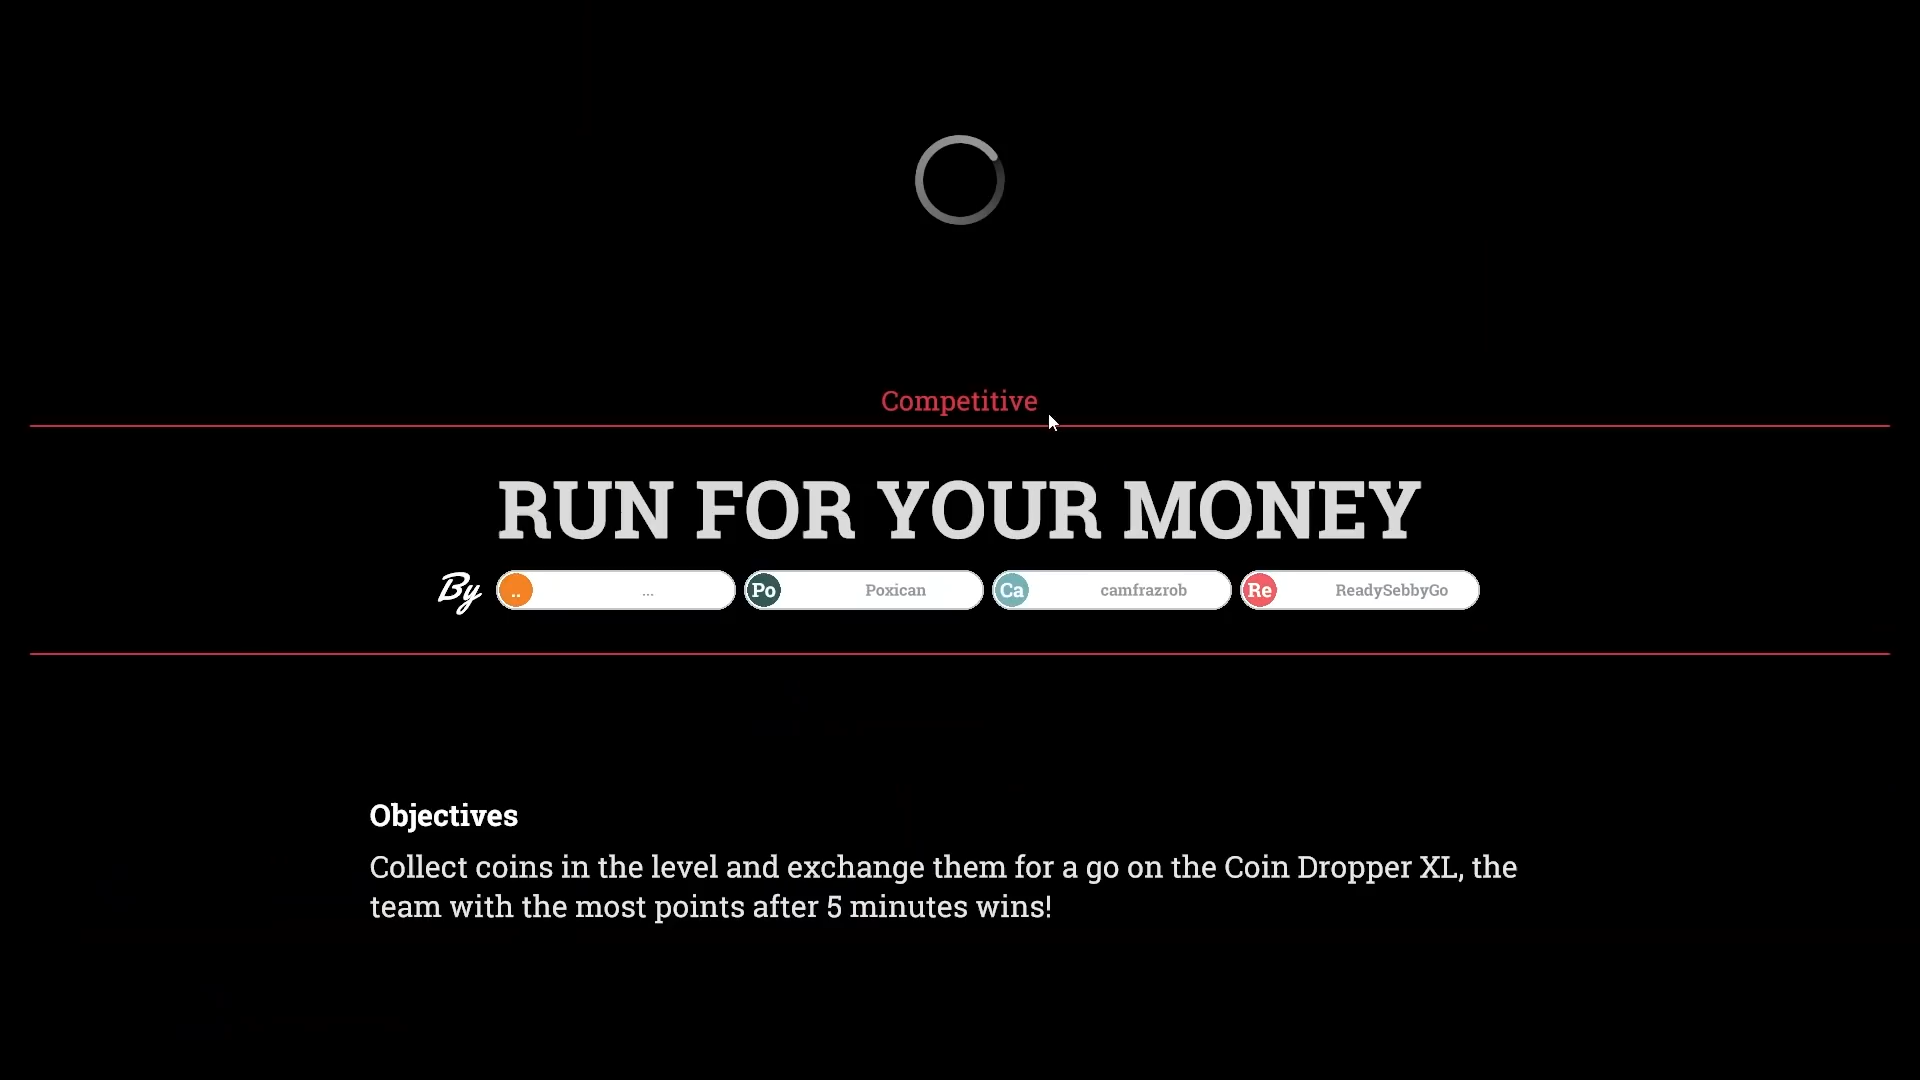 Competitive
RUN FOR YOUR MONEY
By .. ... Po Poxican Ca camfrazrob Re ReadySebbyGo
Objectives
Collect coins in the level and exchange them for a go on the Coin Dropper XL, the
team with the most points after 5 minutes wins!